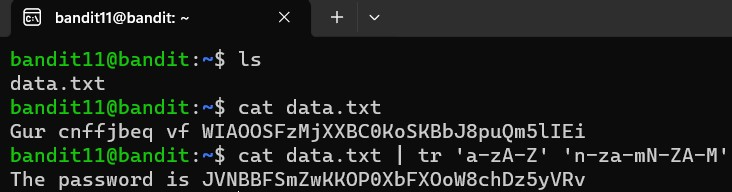 bandit11@bandit: ~
bandit11@bandit:~$ ls
data.txt
bandit11@bandit:~$ cat data.txt
Gur cnffjbeq vf WIAOOSFzMjXXBC0KoSKBbJ8puQm5lIEi
bandit11@bandit:~$ cat data.txt | tr 'a-zA-Z' 'n-za-mN-ZA-M'
The password is JVNBBFSmZwKKOP0XbFXOoW8chDz5yVRv